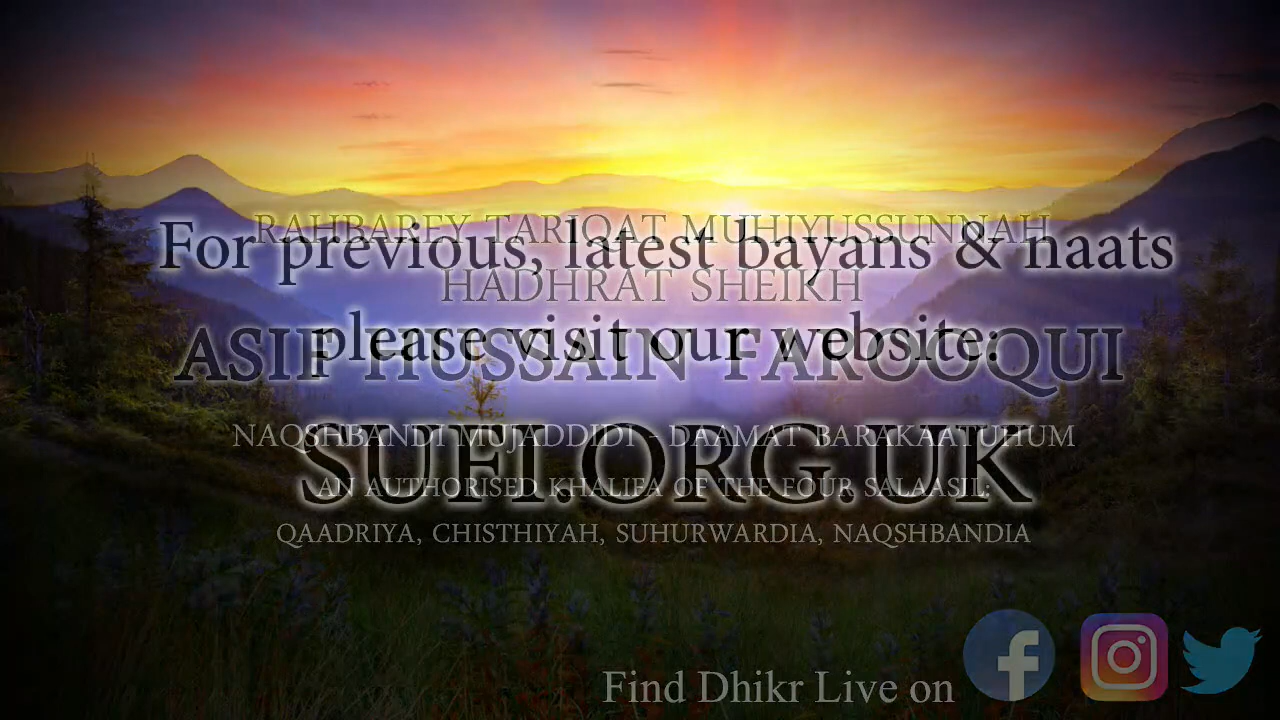 RAHBAREY TARIQAT MUHIYUSSUNNAH
For previous, latest bayans & naats
HADHRAT SHEIKH
please visit our website:
ASIF HUSSAIN FAROOQUI
NAQSHBANDI MUJADDIDI - DAAMAT BARAKAATUHUM
SUFI.ORG.UK
AN AUTHORISED KHALIFA OF THE FOUR SALAASIL:
QAADRIYA, CHISTHIYAH, SUHURWARDIA, NAQSHBANDIA
Find Dhikr Live on